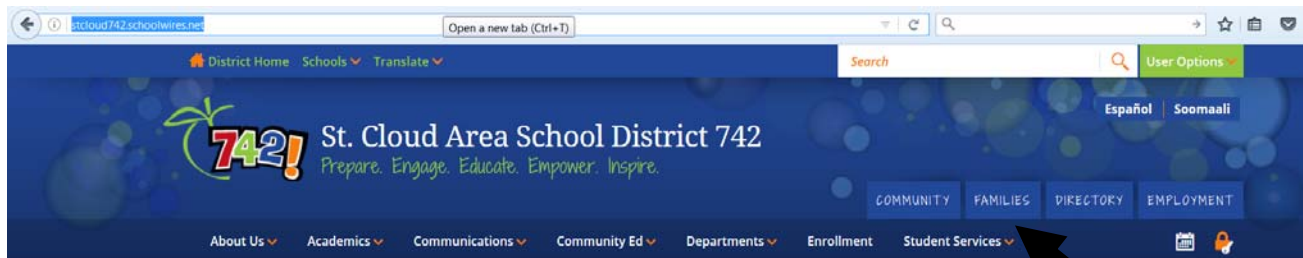 stcloud742.schoolwires.net
Open a new tab (Ctrl+T)
District Home Schools Translate Search User Options
Español Soomaali
742! St. Cloud Area School District 742
Prepare. Engage. Educate. Empower. Inspire.
COMMUNITY FAMILIES DIRECTORY EMPLOYMENT
About Us Academics Communications Community Ed Departments Enrollment Student Services